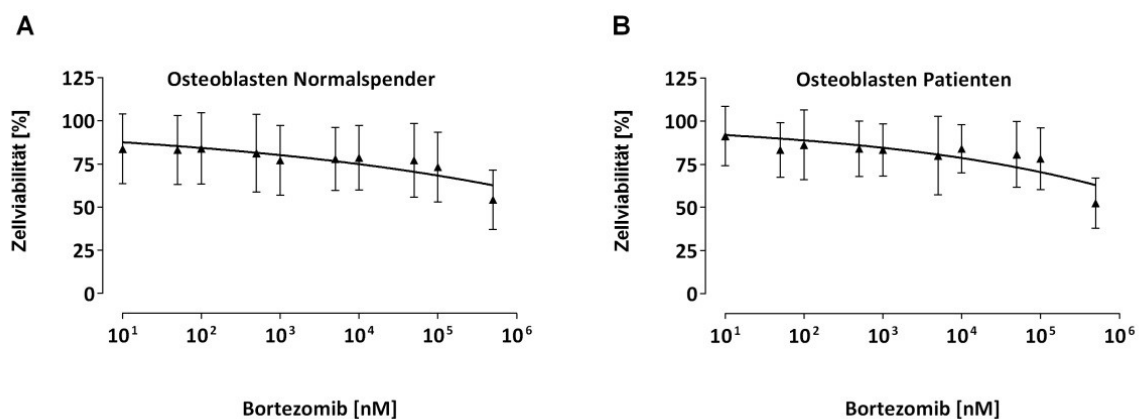 A
Osteoblasten Normalspender
Zellviabilität [%]
125
100
75
50
25
0
10¹ 10² 10³ 10⁴ 10⁵ 10⁶
Bortezomib [nM]
B
Osteoblasten Patienten
Zellviabilität [%]
125
100
75
50
25
0
10¹ 10² 10³ 10⁴ 10⁵ 10⁶
Bortezomib [nM]